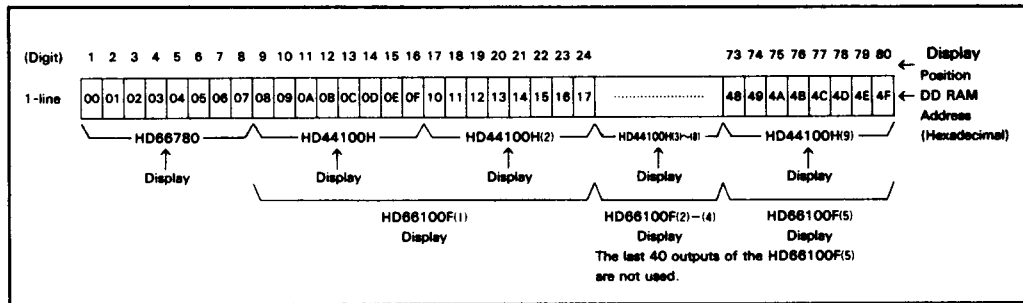 (Digit) 1 2 3 4 5 6 7 8 9 10 11 12 13 14 15 16 17 18 19 20 21 22 23 24 73 74 75 76 77 78 79 80 Display
Position
1-line 00 01 02 03 04 05 06 07 08 09 0A 0B 0C 0D 0E 0F 10 11 12 13 14 15 16 17 48 49 4A 4B 4C 4D 4E 4F DD RAM
Address
(Hexadecimal)
HD66780 HD44100H HD44100H(2) HD44100H(3)~(8) HD44100H(9)
Display Display Display Display Display
HD66100F(1) HD66100F(2)-(4) HD66100F(5)
Display Display Display
The last 40 outputs of the HD66100F(5)
are not used.